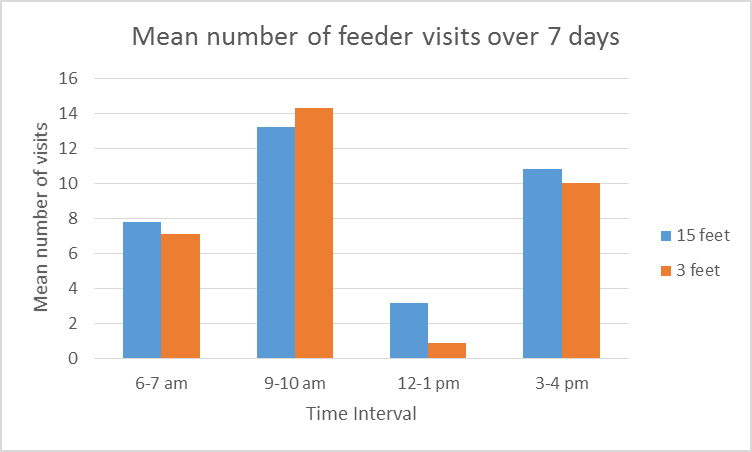 Mean number of feeder visits over 7 days
Mean number of visits
16
14
12
10
8
6
4
2
0
6-7 am
9-10 am
12-1 pm
3-4 pm
Time Interval
15 feet
3 feet